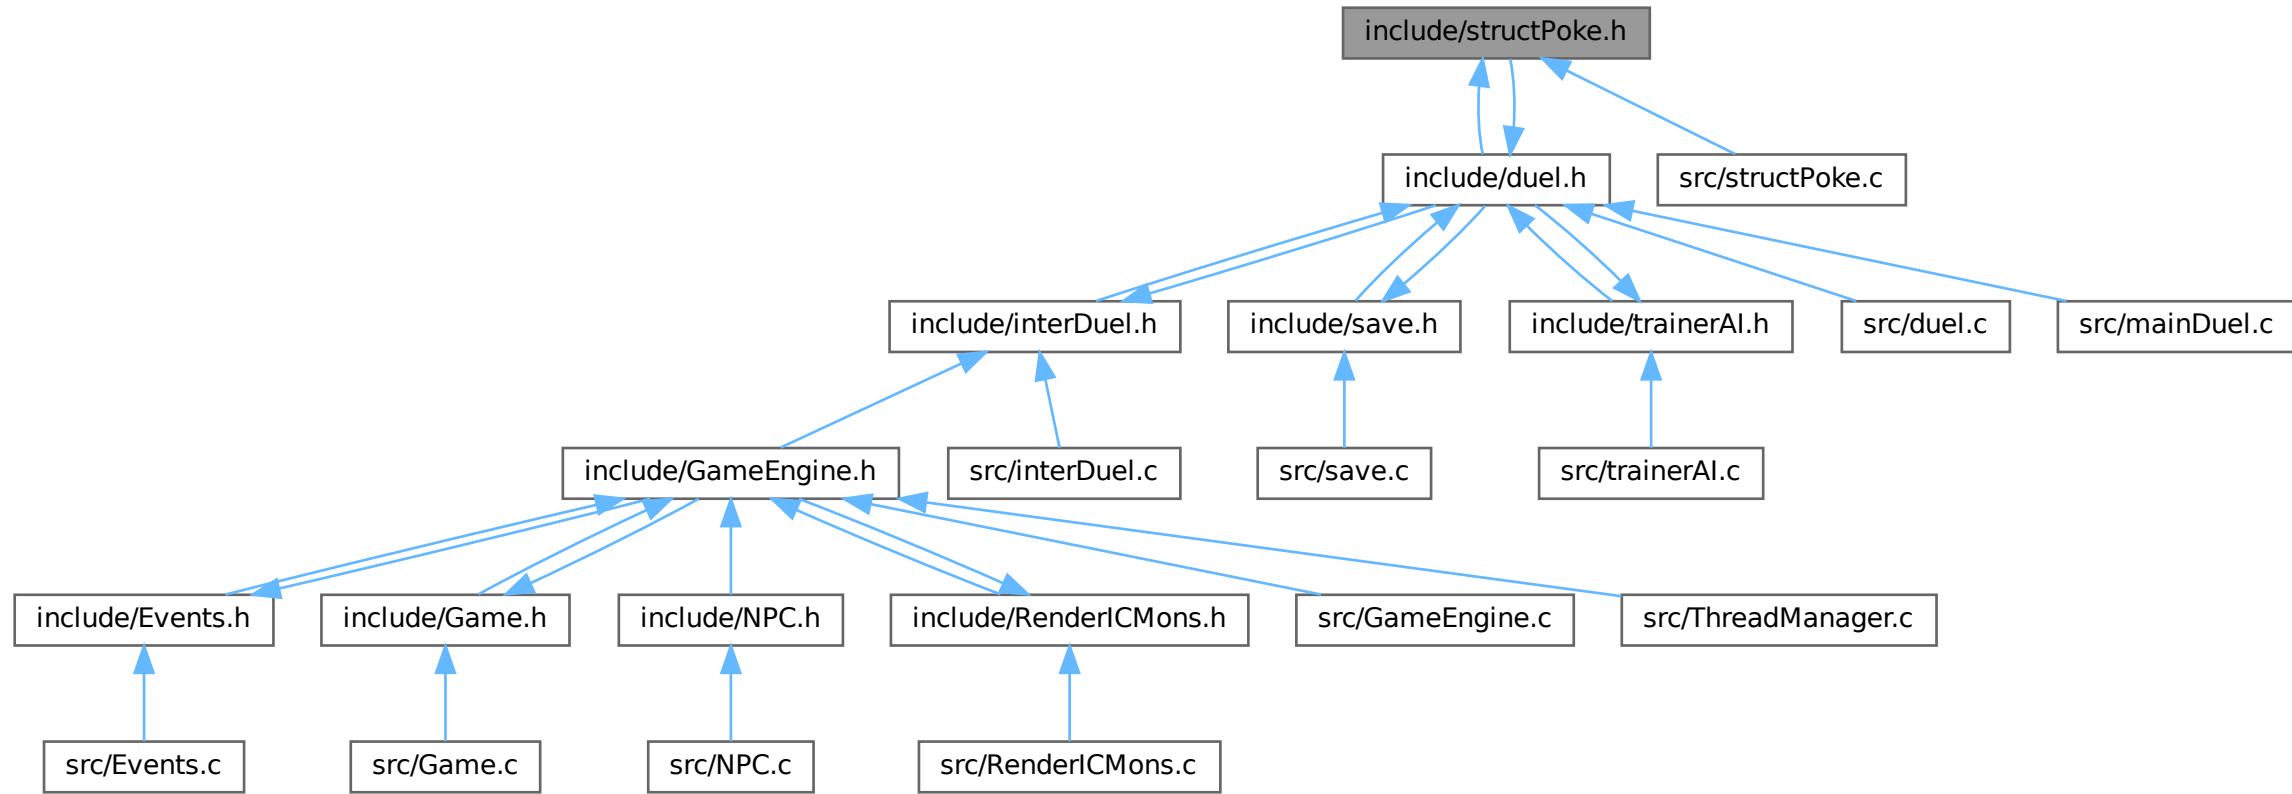 include/structPoke.h
include/duel.h
src/structPoke.c
include/interDuel.h
include/save.h
include/trainerAI.h
src/duel.c
src/mainDuel.c
include/GameEngine.h
src/interDuel.c
src/save.c
src/trainerAI.c
include/Events.h
include/Game.h
include/NPC.h
include/RenderICMons.h
src/GameEngine.c
src/ThreadManager.c
src/Events.c
src/Game.c
src/NPC.c
src/RenderICMons.c